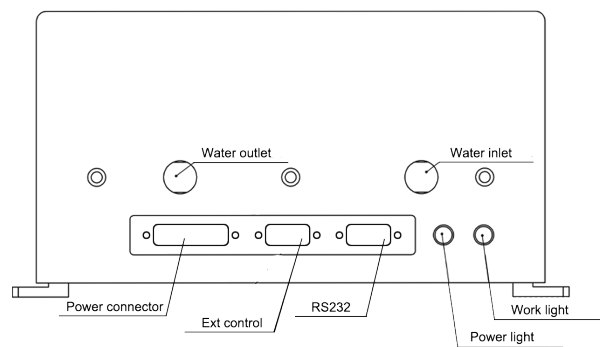 Water outlet
Water inlet
Power connector
Ext control
RS232
Work light
Power light